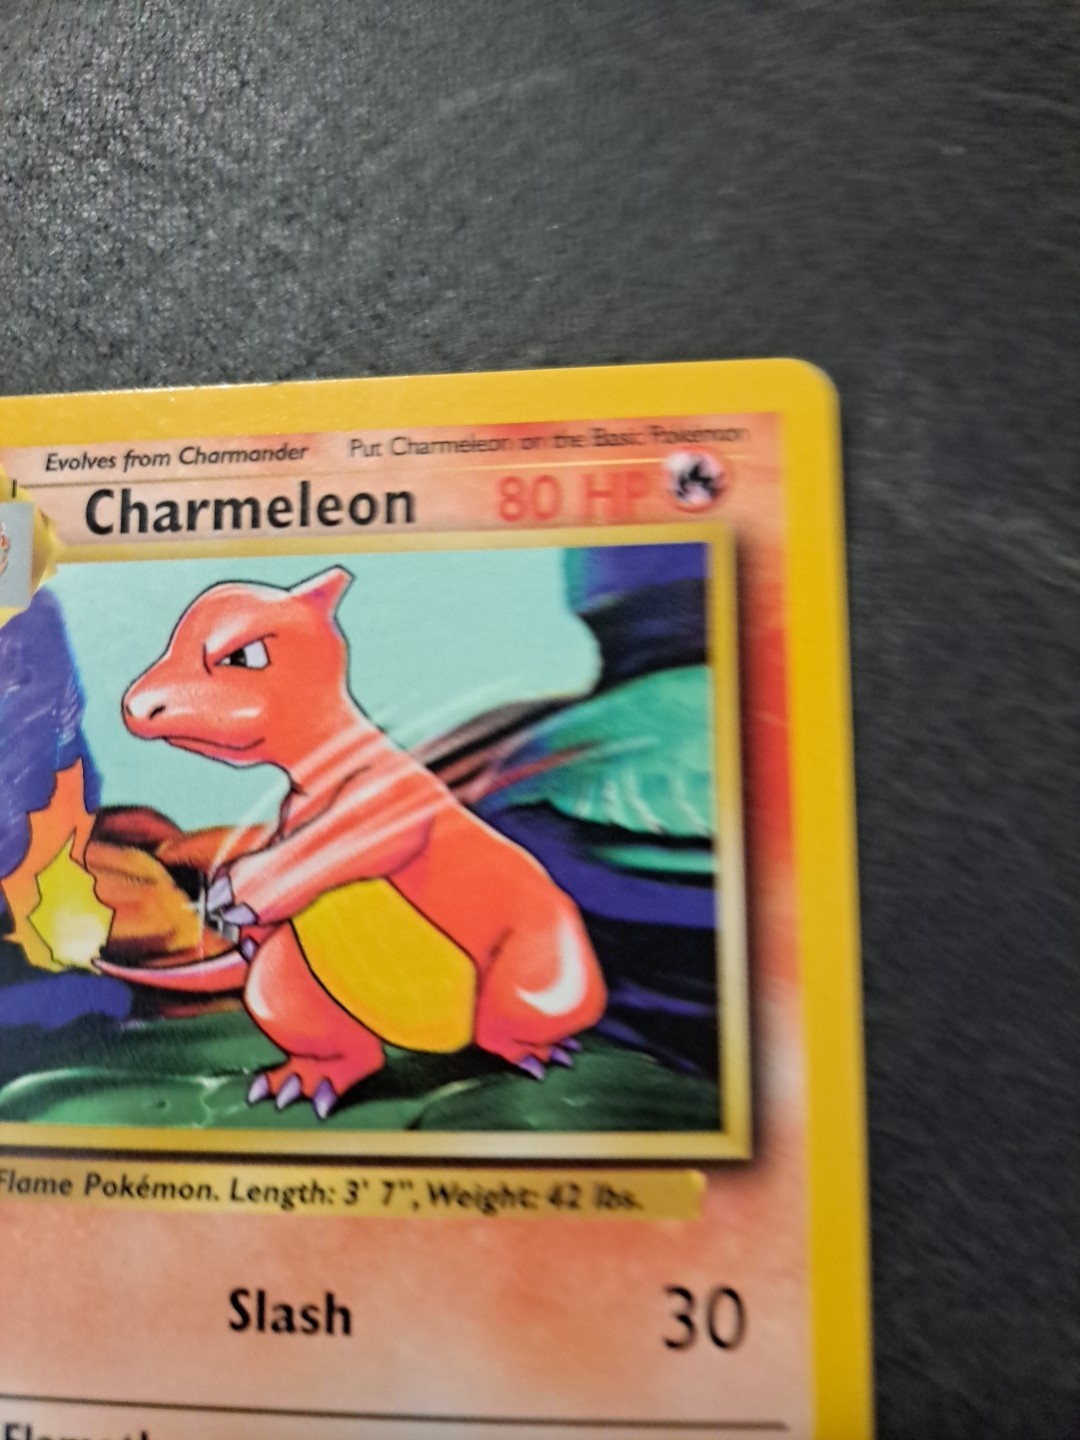 Evolves from Charmander Put Charmeleon on the Basic Pokémon
Charmeleon 80 HP
Flame Pokémon. Length: 3' 7", Weight: 42 lbs.
Slash 30